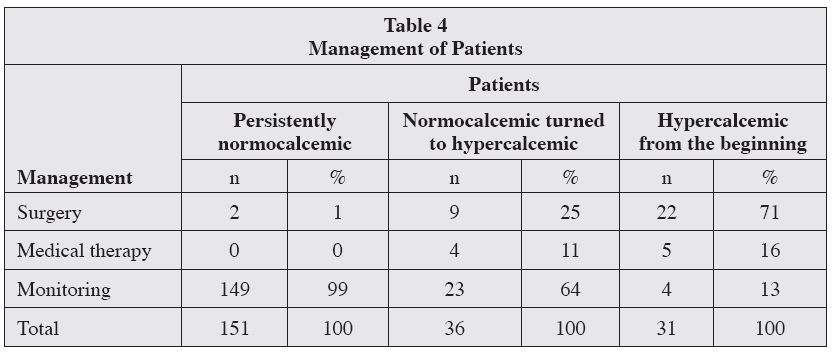 Table 4
Management of Patients
Patients
Persistently normocalcemic Normocalcemic turned to hypercalcemic Hypercalcemic from the beginning
Management n % n % n %
Surgery 2 1 9 25 22 71
Medical therapy 0 0 4 11 5 16
Monitoring 149 99 23 64 4 13
Total 151 100 36 100 31 100